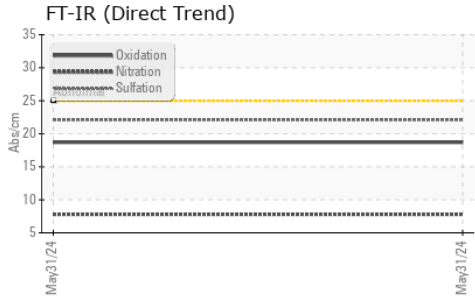 FT-IR (Direct Trend)
35
30
25
20
15
10
5
Abs/cm
Oxidation
Nitration
Sulfation
Abnormal
May31/24
May31/24